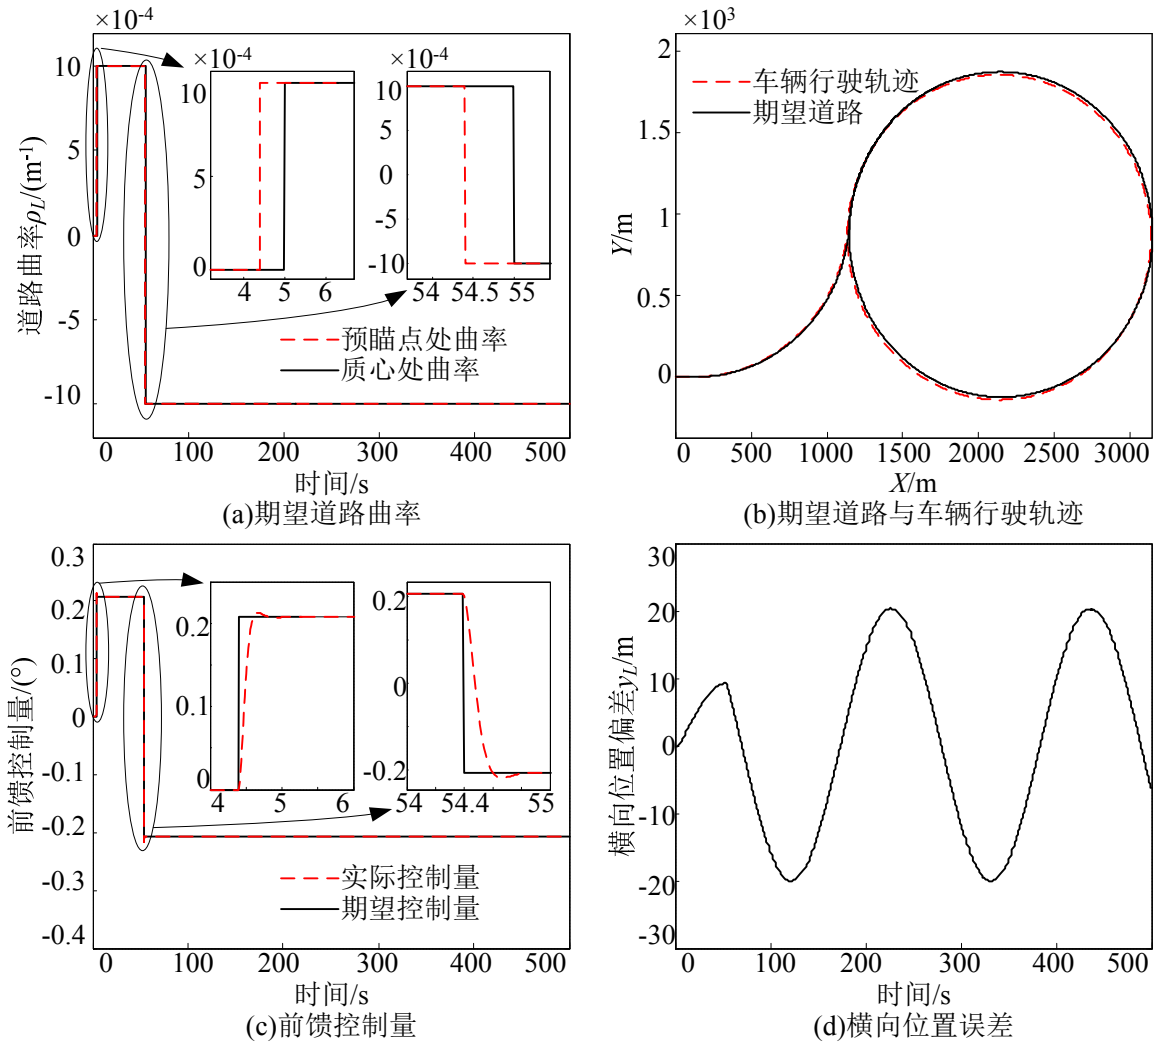 ×10⁻⁴
10
5
0
-5
-10
道路曲率ρL/(m⁻¹)
×10⁻⁴
10
5
0
4 5 6
×10⁻⁴
10
5
0
-5
-10
54 54.5 55
预瞄点处曲率
质心处曲率
0 100 200 300 400 500
时间/s
(a)期望道路曲率
×10³
2
1.5
1
0.5
0
Y/m
车辆行驶轨迹
期望道路
0 500 1000 1500 2000 2500 3000
X/m
(b)期望道路与车辆行驶轨迹
0.3
0.2
0.1
0
-0.1
-0.2
-0.3
-0.4
前馈控制量/(°)
0.2
0.1
0
4 5 6
0.2
0
-0.2
54 54.4 55
实际控制量
期望控制量
0 100 200 300 400 500
时间/s
(c)前馈控制量
30
20
10
0
-10
-20
-30
横向位置偏差yL/m
0 100 200 300 400 500
时间/s
(d)横向位置误差